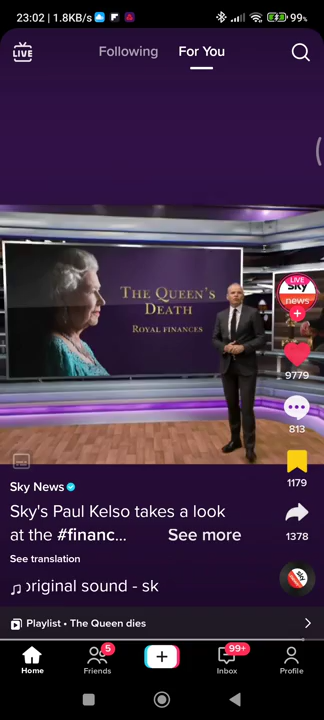 23:02 | 1.8KB/s
99%
LIVE
Following
For You
THE QUEEN'S
DEATH
ROYAL FINANCES
LIVE
sky
news
9779
813
1179
1378
Sky News
Sky's Paul Kelso takes a look
at the #financ... See more
See translation
original sound - sk
Playlist • The Queen dies
5
99+
Home
Friends
Inbox
Profile